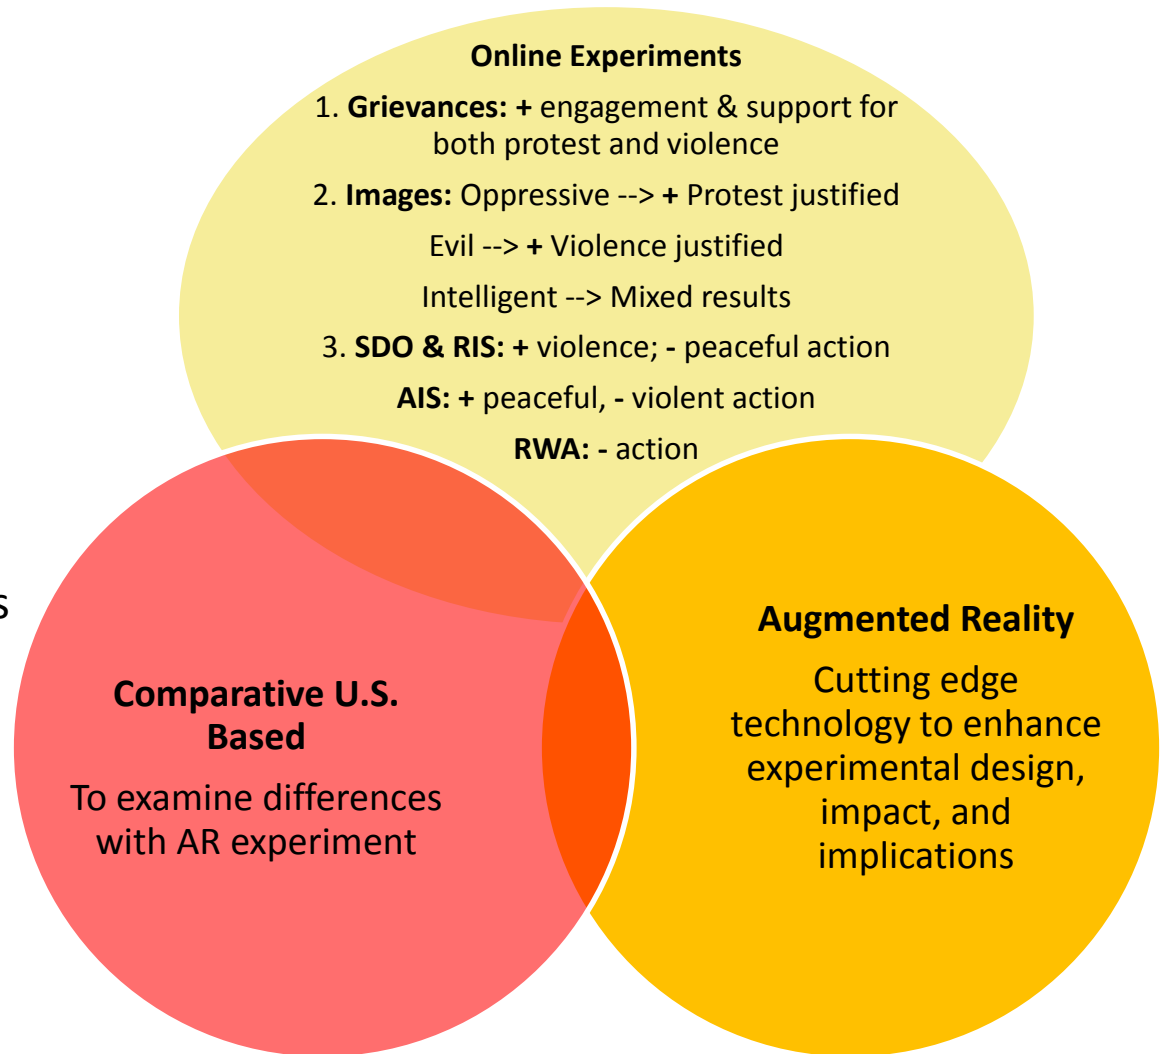 Online Experiments
1. Grievances: + engagement & support for
both protest and violence
2. Images: Oppressive --> + Protest justified
Evil --> + Violence justified
Intelligent --> Mixed results
3. SDO & RIS: + violence; - peaceful action
AIS: + peaceful, - violent action
RWA: - action
s
Comparative U.S.
Based
To examine differences
with AR experiment
Augmented Reality
Cutting edge
technology to enhance
experimental design,
impact, and
implications